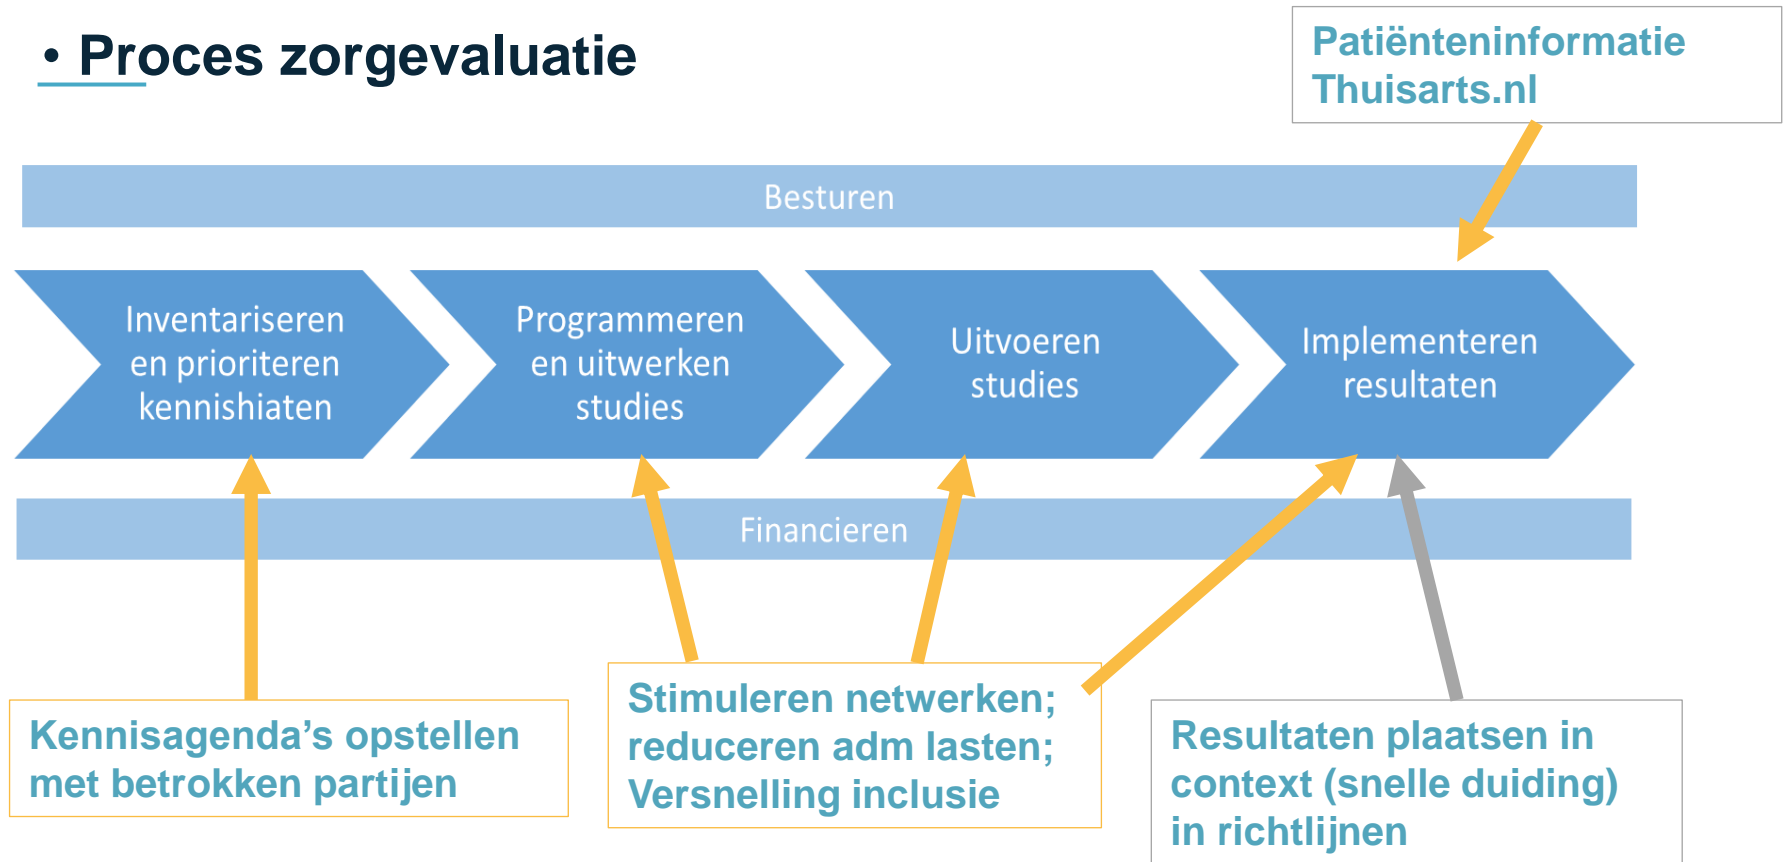 • Proces zorgevaluatie
Patiënteninformatie
Thuisarts.nl
Besturen
Inventariseren
en prioriteren
kennishiaten
Programmeren
en uitwerken
studies
Uitvoeren
studies
Implementeren
resultaten
Financieren
Kennisagenda’s opstellen
met betrokken partijen
Stimuleren netwerken;
reduceren adm lasten;
Versnelling inclusie
Resultaten plaatsen in
context (snelle duiding)
in richtlijnen